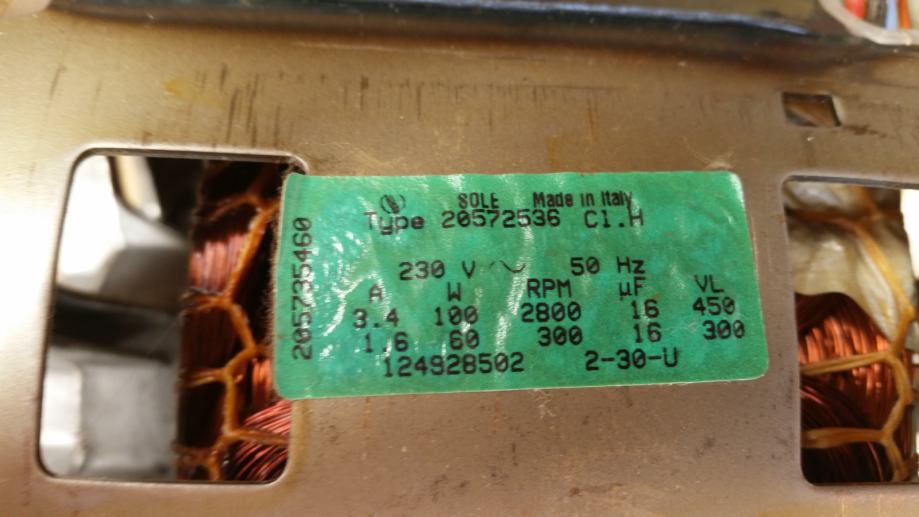 SOLE Made in Italy
Type 20572536 Cl.H
230 V ~ 50 Hz
A W RPM µF VL
3.4 100 2800 16 450
1.6 60 300 16 300
124928502 2-30-U
205735460